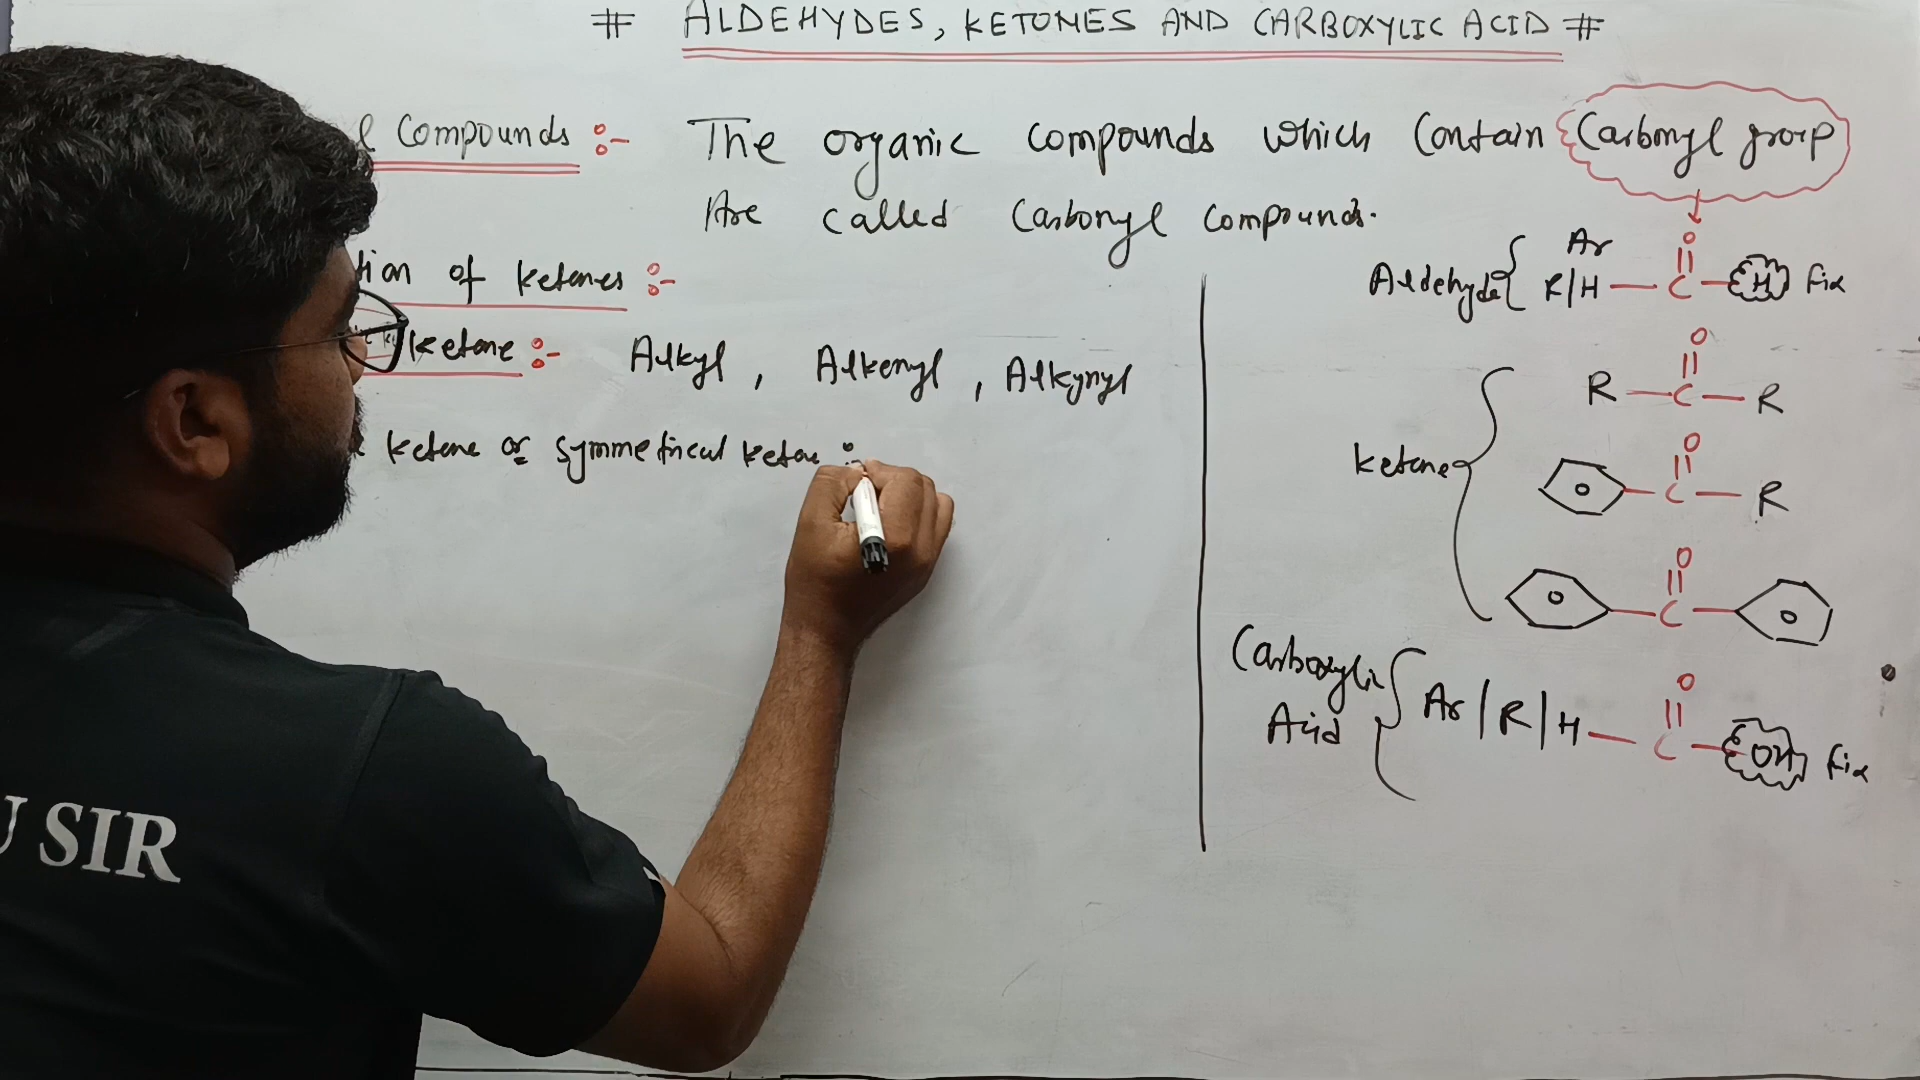 # ALDEHYDES, KETONES AND CARBOXYLIC ACID #
l Compounds :- The organic compounds which Contain Carbonyl group
Are called Carbonyl Compounds.
tion of ketones :-
ketone :- Alkyl, Alkenyl, Alkynyl
ketone or symmetrical ketone :
Aldehyde { Ar
R/H — C — H fix
O
||
Ketone {
O
||
R — C — R
O
||
C — R
O
||
C
Carboxylic Acid {
O
||
Ar/R/H — C — OH fix
U SIR